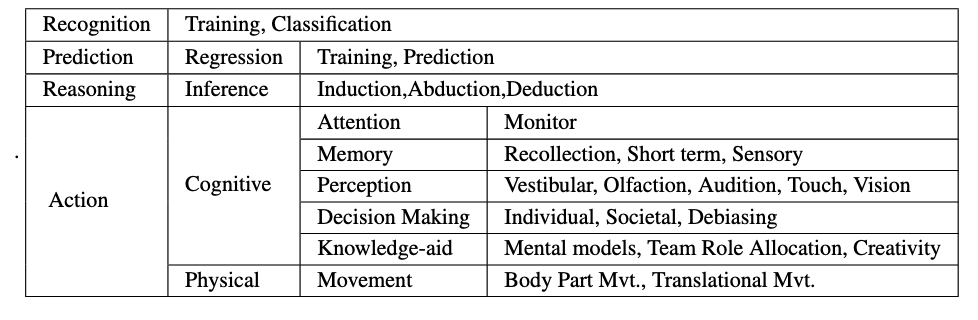 Recognition Training, Classification
Prediction Regression Training, Prediction
Reasoning Inference Induction,Abduction,Deduction
Action Cognitive Attention Monitor
Memory Recollection, Short term, Sensory
Perception Vestibular, Olfaction, Audition, Touch, Vision
Decision Making Individual, Societal, Debiasing
Knowledge-aid Mental models, Team Role Allocation, Creativity
Physical Movement Body Part Mvt., Translational Mvt.